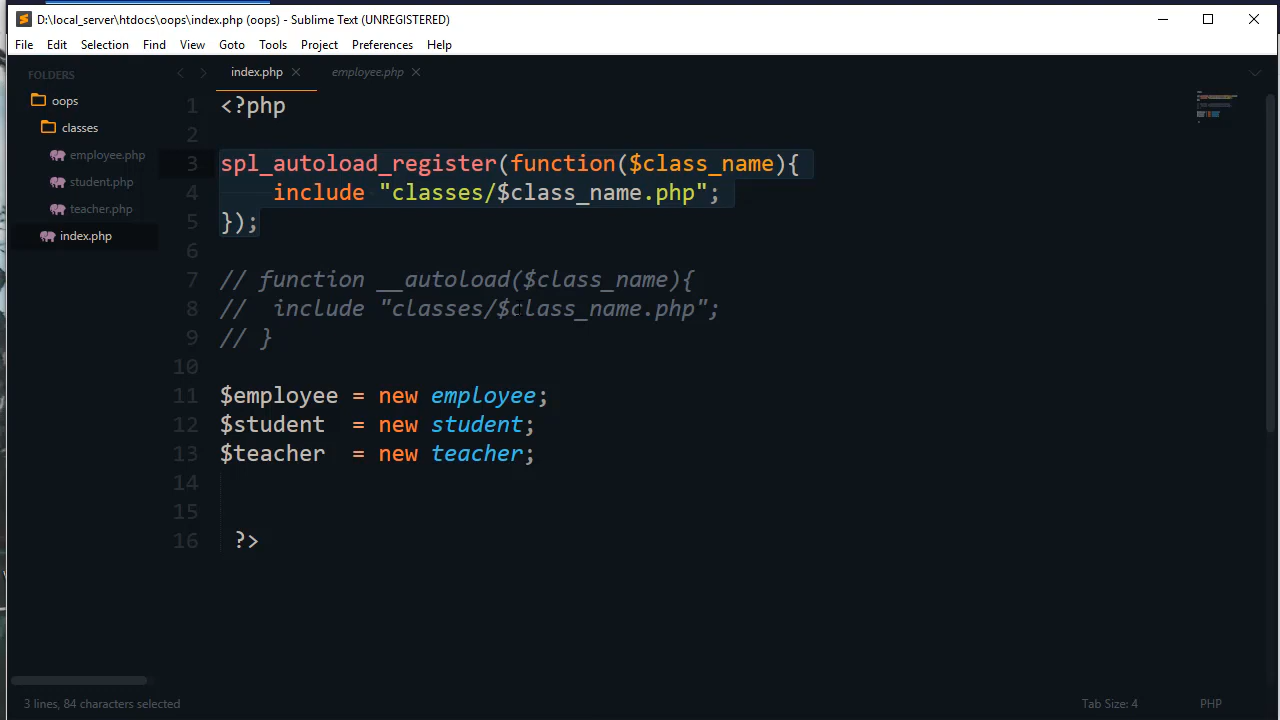 D:\local_server\htdocs\oops\index.php (oops) - Sublime Text (UNREGISTERED)
File Edit Selection Find View Goto Tools Project Preferences Help
FOLDERS
oops
classes
employee.php
student.php
teacher.php
index.php
index.php employee.php
1 <?php
2
3 spl_autoload_register(function($class_name){
4     include "classes/$class_name.php";
5 });
6
7 // function __autoload($class_name){
8 //  include "classes/$class_name.php";
9 // }
10
11 $employee = new employee;
12 $student  = new student;
13 $teacher  = new teacher;
14
15
16  ?>
3 lines, 84 characters selected
Tab Size: 4
PHP